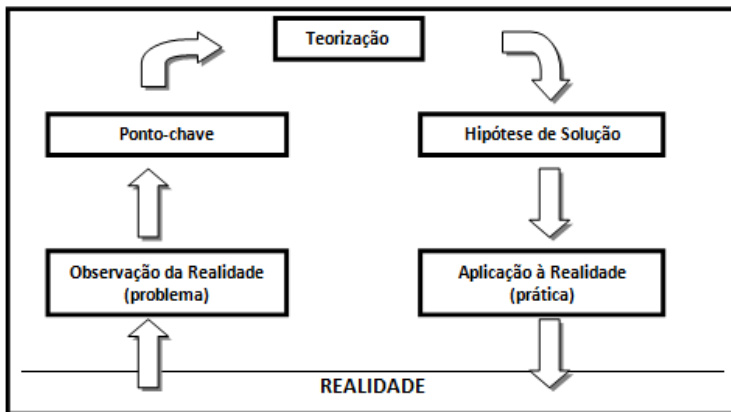 Teorização
Ponto-chave
Hipótese de Solução
Observação da Realidade
(problema)
Aplicação à Realidade
(prática)
REALIDADE